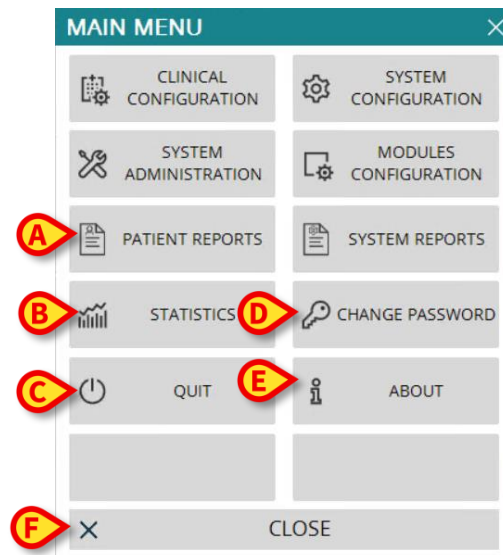 MAIN MENU
CLINICAL
CONFIGURATION
SYSTEM
CONFIGURATION
SYSTEM
ADMINISTRATION
MODULES
CONFIGURATION
A
PATIENT REPORTS
SYSTEM REPORTS
B
STATISTICS
D
CHANGE PASSWORD
C
QUIT
E
ABOUT
F
CLOSE